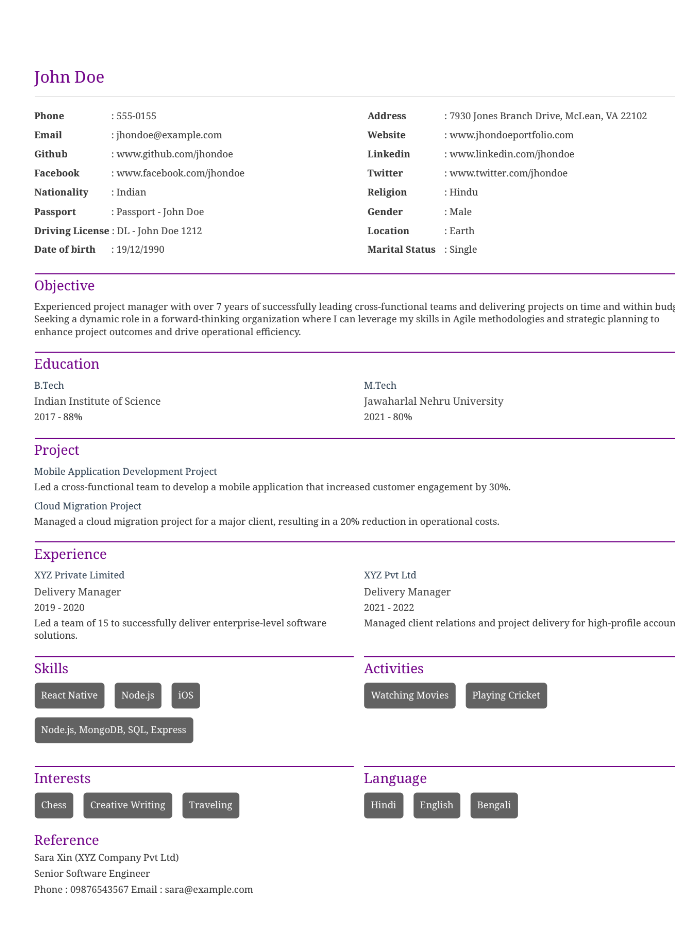 John Doe
Phone : 555-0155 Address : 7930 Jones Branch Drive, McLean, VA 22102
Email : jhondoe@example.com Website : www.jhondoeportfolio.com
Github : www.github.com/jhondoe Linkedin : www.linkedin.com/jhondoe
Facebook : www.facebook.com/jhondoe Twitter : www.twitter.com/jhondoe
Nationality : Indian Religion : Hindu
Passport : Passport - John Doe Gender : Male
Driving License : DL - John Doe 1212 Location : Earth
Date of birth : 19/12/1990 Marital Status : Single
Objective
Experienced project manager with over 7 years of successfully leading cross-functional teams and delivering projects on time and within
Seeking a dynamic role in a forward-thinking organization where I can leverage my skills in Agile methodologies and strategic planning to
enhance project outcomes and drive operational efficiency.
Education
B.Tech M.Tech
Indian Institute of Science Jawaharlal Nehru University
2017 - 88% 2021 - 80%
Project
Mobile Application Development Project
Led a cross-functional team to develop a mobile application that increased customer engagement by 30%.
Cloud Migration Project
Managed a cloud migration project for a major client, resulting in a 20% reduction in operational costs.
Experience
XYZ Private Limited
Delivery Manager
2019 - 2020
Led a team of 15 to successfully deliver enterprise-level software
solutions.
XYZ Pvt Ltd
Delivery Manager
2021 - 2022
Managed client relations and project delivery for high-profile
Skills
React Native Node.js iOS
Node.js, MongoDB, SQL, Express
Activities
Watching Movies Playing Cricket
Interests
Chess Creative Writing Traveling
Language
Hindi English Bengali
Reference
Sara Xin (XYZ Company Pvt Ltd)
Senior Software Engineer
Phone : 09876543567 Email : sara@example.com